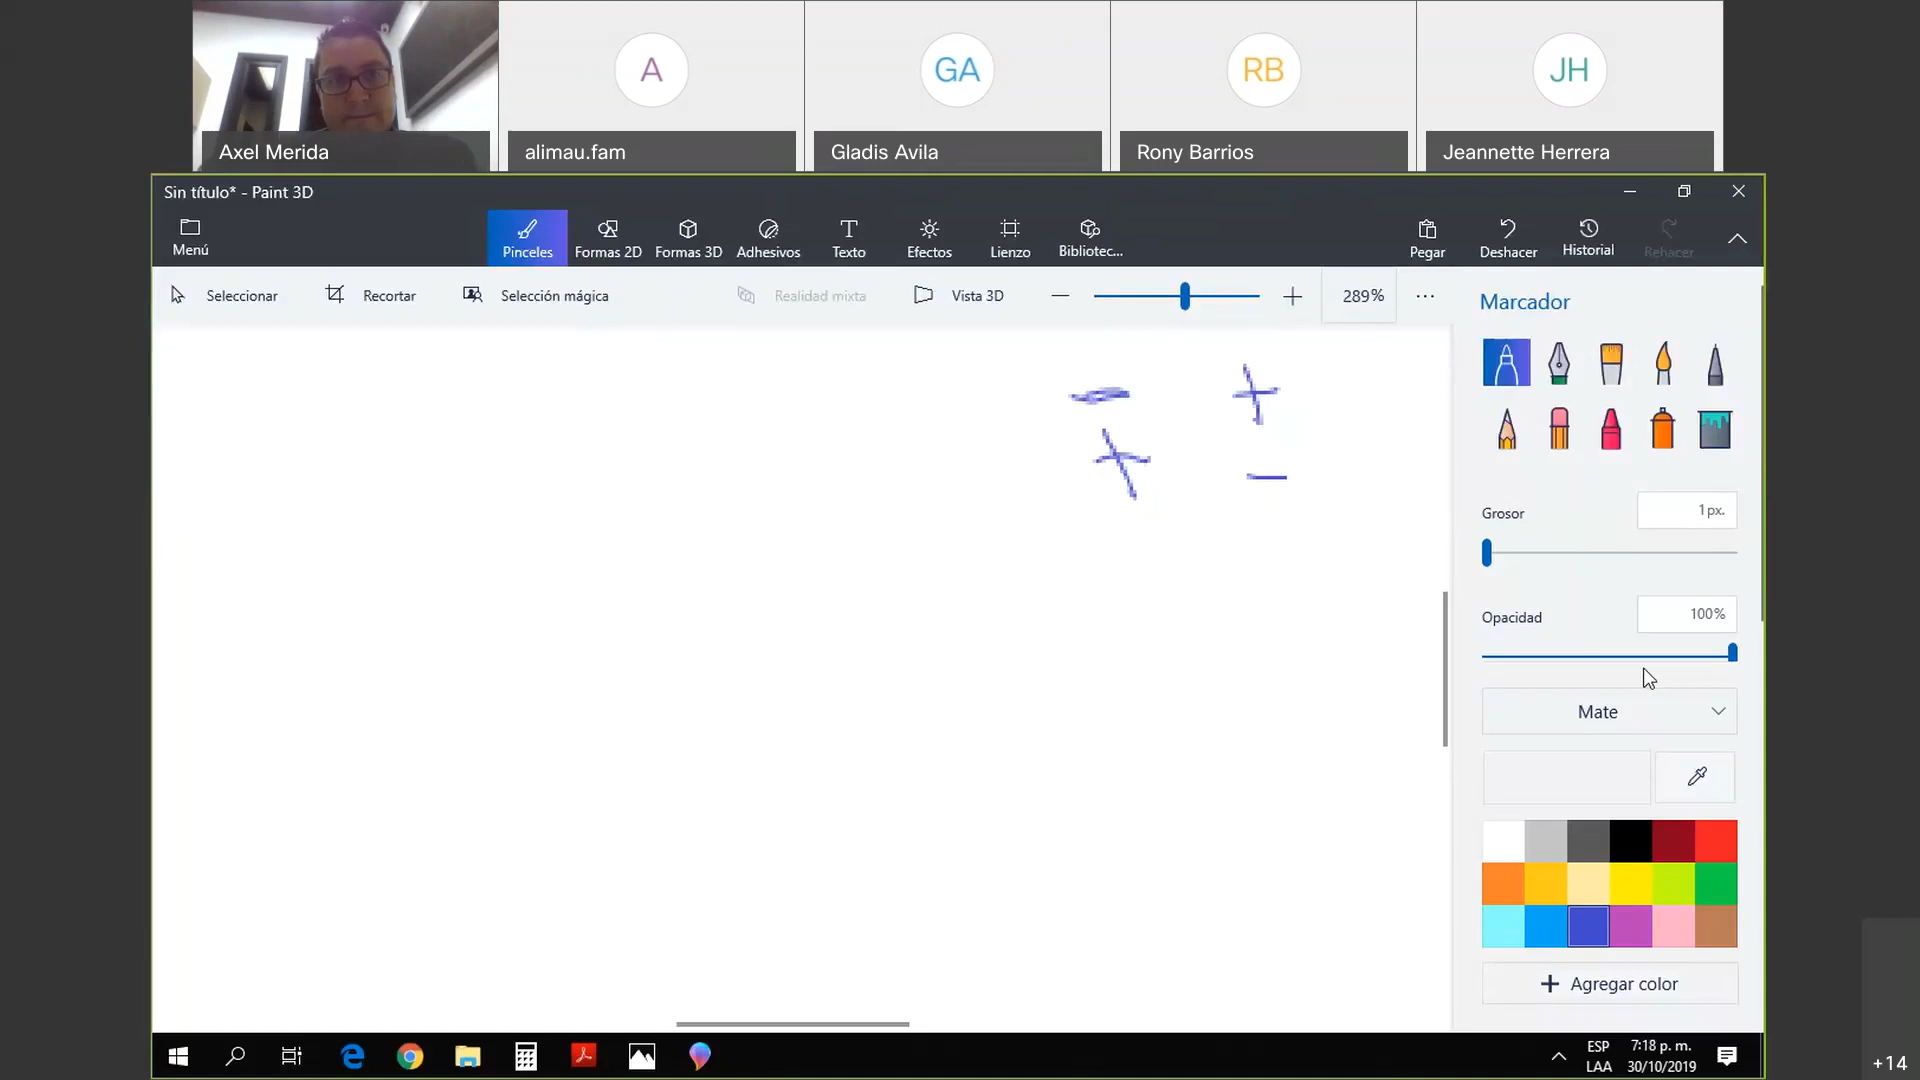 A
GA
RB
JH
Axel Merida
alimau.fam
Gladis Avila
Rony Barrios
Jeannette Herrera
Sin título* - Paint 3D
Menú
Pinceles
Formas 2D
Formas 3D
Adhesivos
Texto
Efectos
Lienzo
Bibliotec...
Pegar
Deshacer
Historial
Rehacer
Seleccionar
Recortar
Selección mágica
Realidad mixta
Vista 3D
289%
Marcador
- +
+ -
Grosor
1px.
Opacidad
100%
Mate
+ Agregar color
ESP
LAA
7:18 p. m.
30/10/2019
+14